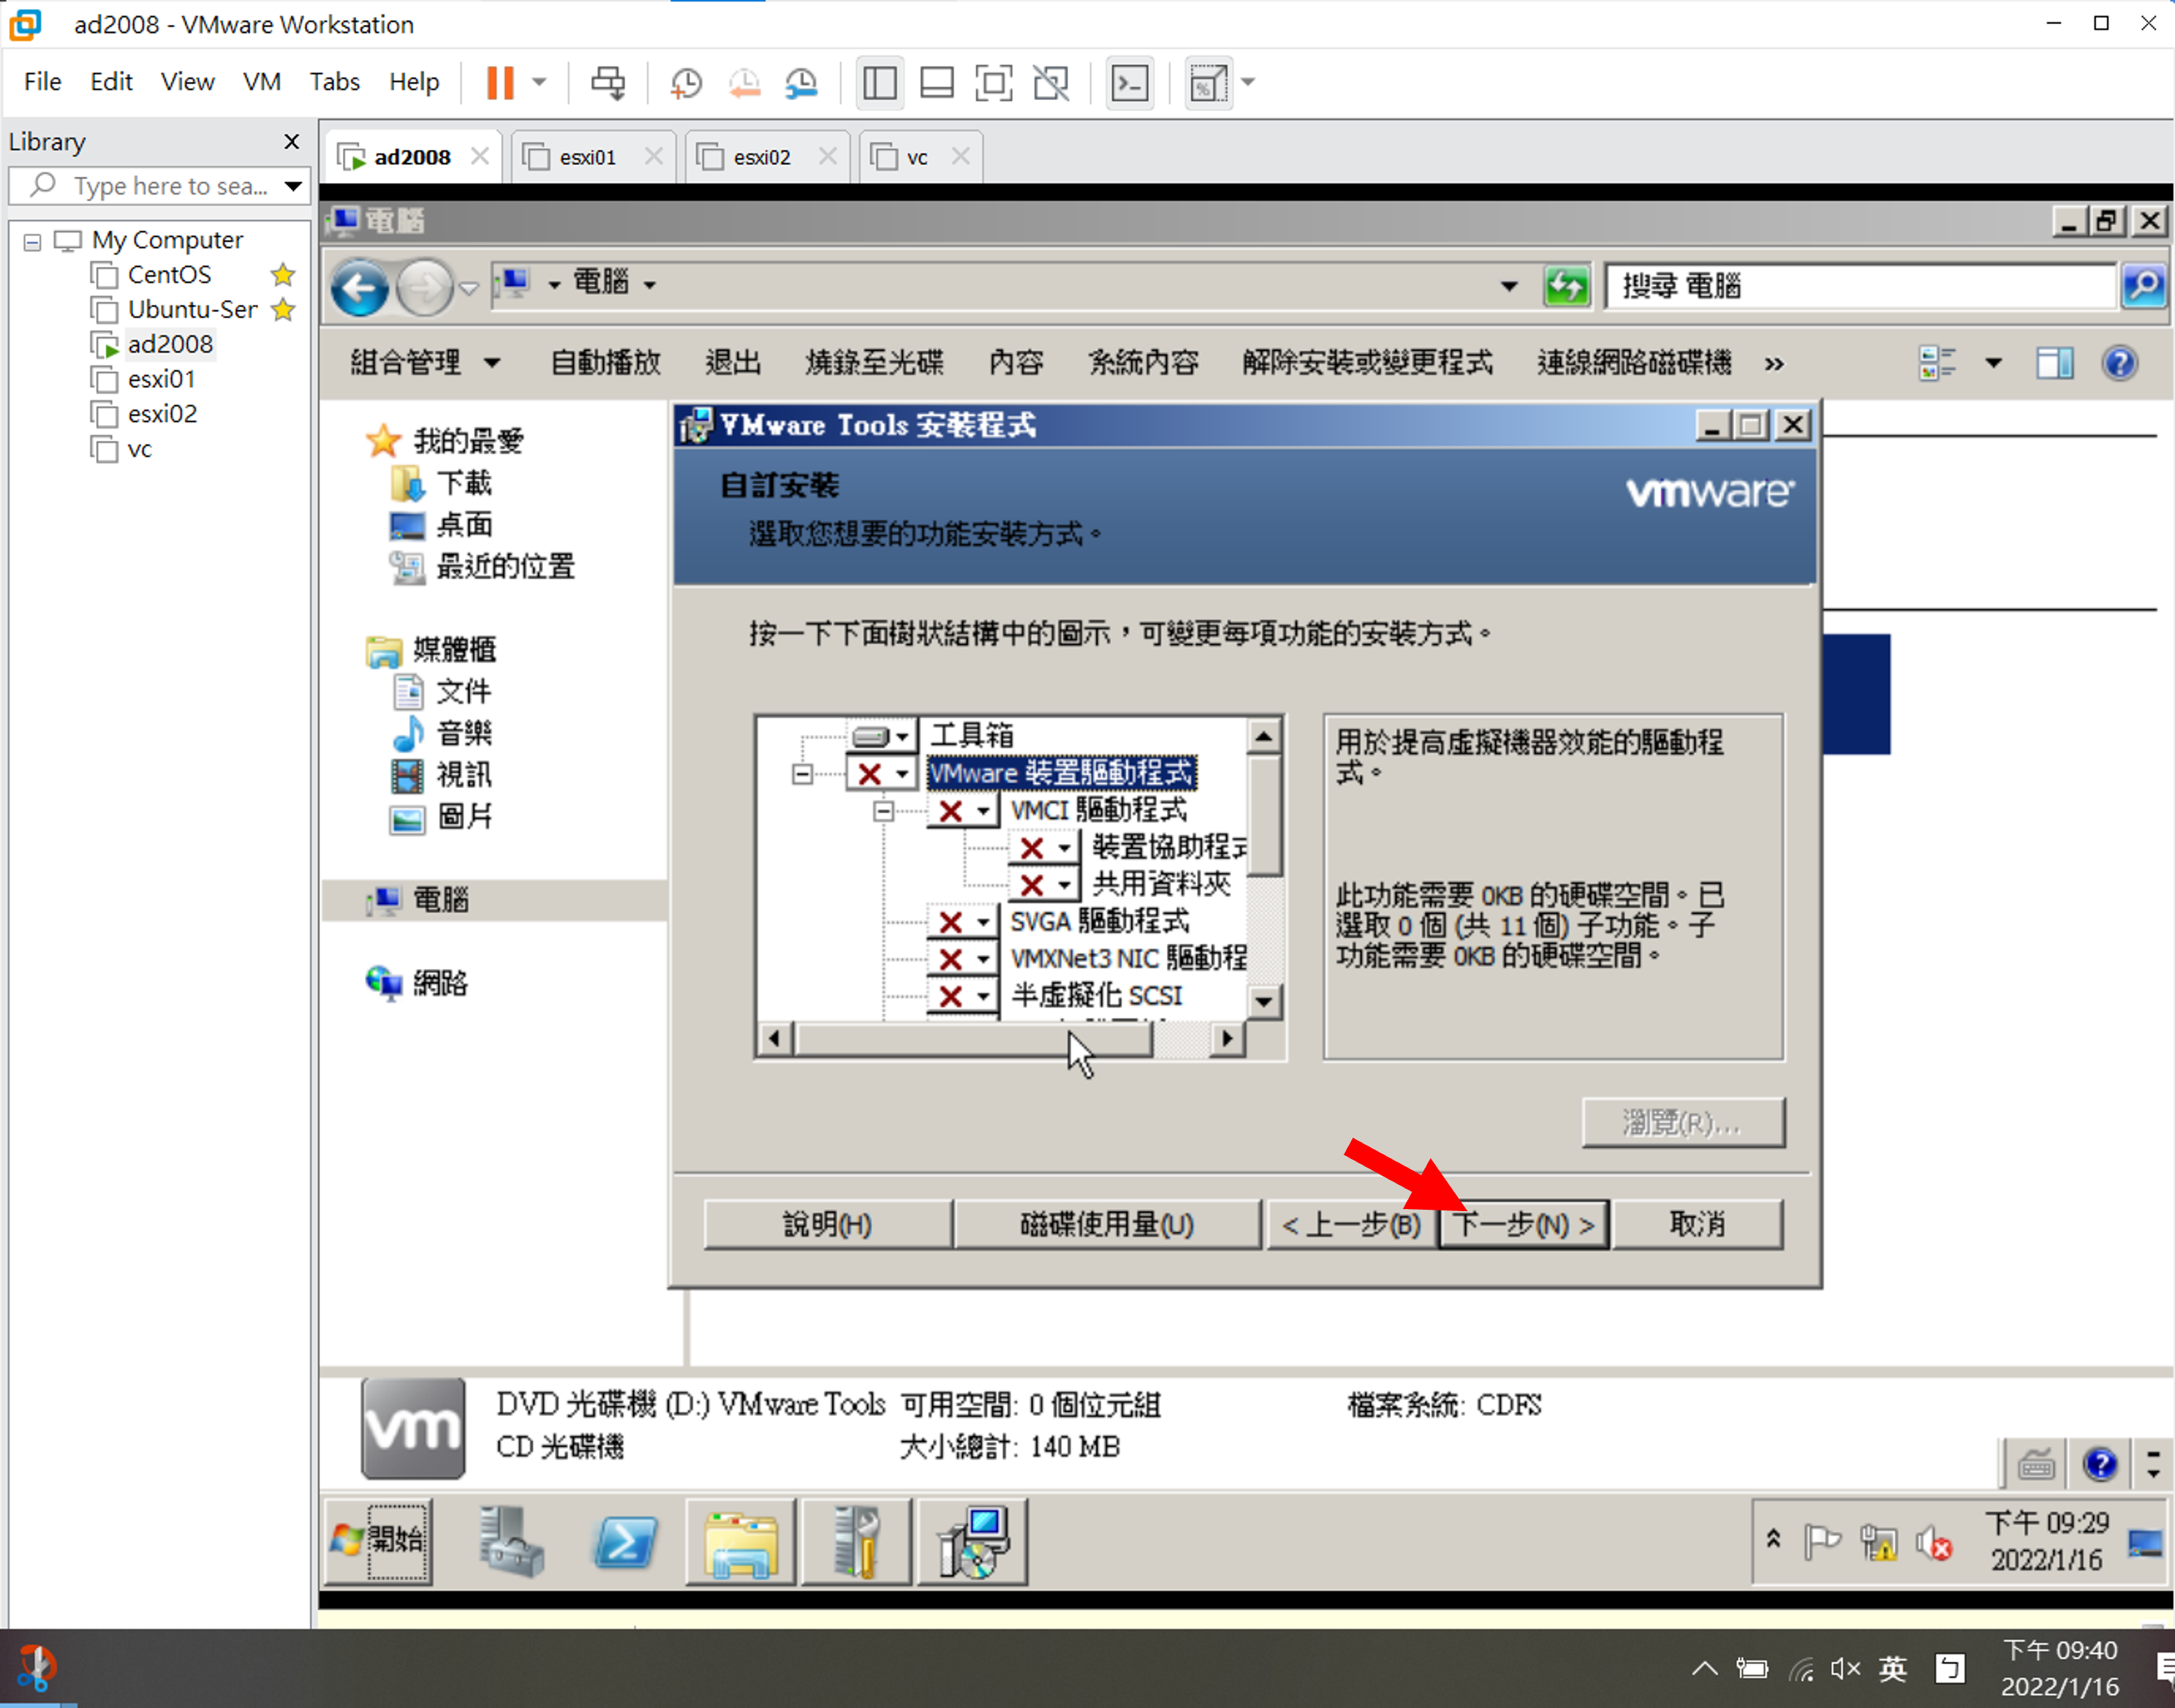 ad2008 - VMware Workstation
File Edit View VM Tabs Help
Library
Type here to sea...
My Computer
CentOS
Ubuntu-Ser
ad2008
esxi01
esxi02
vc
ad2008 esxi01 esxi02 vc
電腦
電腦
搜尋 電腦
組合管理 自動播放 退出 燒錄至光碟 內容 系統內容 解除安裝或變更程式 連線網路磁碟機 »
我的最愛
下載
桌面
最近的位置
媒體櫃
文件
音樂
視訊
圖片
電腦
網路
VMware Tools 安裝程式
自訂安裝
vmware
選取您想要的功能安裝方式。
按一下下面樹狀結構中的圖示，可變更每項功能的安裝方式。
工具箱
VMware 裝置驅動程式
VMCI 驅動程式
裝置協助程式
共用資料夾
SVGA 驅動程式
VMXNet3 NIC 驅動程
半虛擬化 SCSI
用於提高虛擬機器效能的驅動程
式。
此功能需要 0KB 的硬碟空間。已
選取 0 個 (共 11 個) 子功能。子
功能需要 0KB 的硬碟空間。
瀏覽(R)...
說明(H) 磁碟使用量(U) < 上一步(B) 下一步(N) > 取消
vm
DVD 光碟機 (D:) VMware Tools 可用空間: 0 個位元組 檔案系統: CDFS
CD 光碟機 大小總計: 140 MB
開始
下午 09:29
2022/1/16
英
ㄅ
下午 09:40
2022/1/16